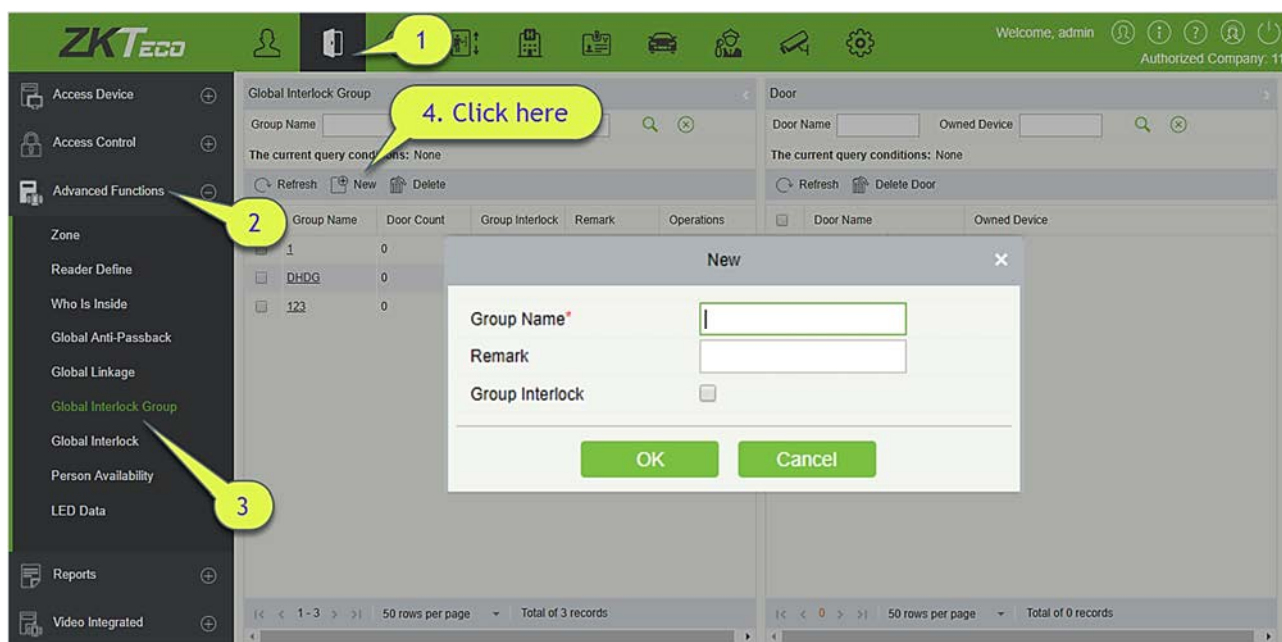 ZKTeco
1
Welcome, admin
Authorized Company: 11
Access Device
Access Control
Advanced Functions
2
Zone
Reader Define
Who Is Inside
Global Anti-Passback
Global Linkage
Global Interlock Group
Global Interlock
Person Availability
LED Data
3
Reports
Video Integrated
Global Interlock Group
Group Name
4. Click here
The current query conditions: None
Refresh New Delete
Group Name Door Count Group Interlock Remark Operations
1 0
DHDG 0
123 0
1-3 50 rows per page Total of 3 records
Door
Door Name Owned Device
The current query conditions: None
Refresh Delete Door
Door Name Owned Device
0 50 rows per page Total of 0 records
New
Group Name*
Remark
Group Interlock
OK Cancel